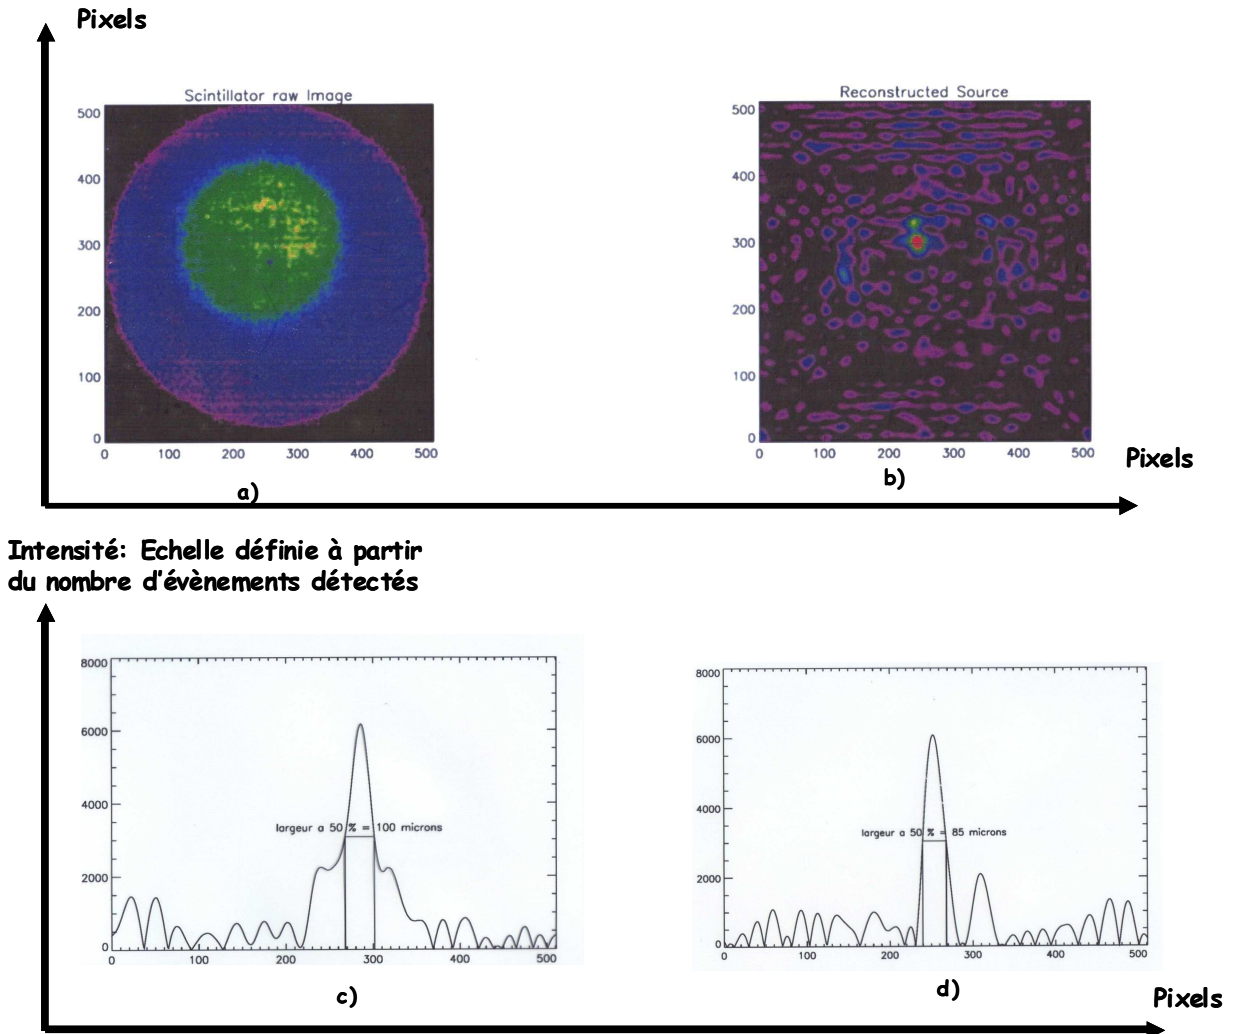 Pixels
Scintillator raw Image
500
400
300
200
100
0
0 100 200 300 400 500
a)
Reconstructed Source
500
400
300
200
100
0
0 100 200 300 400 500
b)
Pixels
Intensité: Echelle définie à partir
du nombre d'évènements détectés
8000
6000
4000
2000
0
largeur a 50 % = 100 microns
0 100 200 300 400 500
c)
8000
6000
4000
2000
0
largeur a 50 % = 85 microns
0 100 200 300 400 500
d)
Pixels